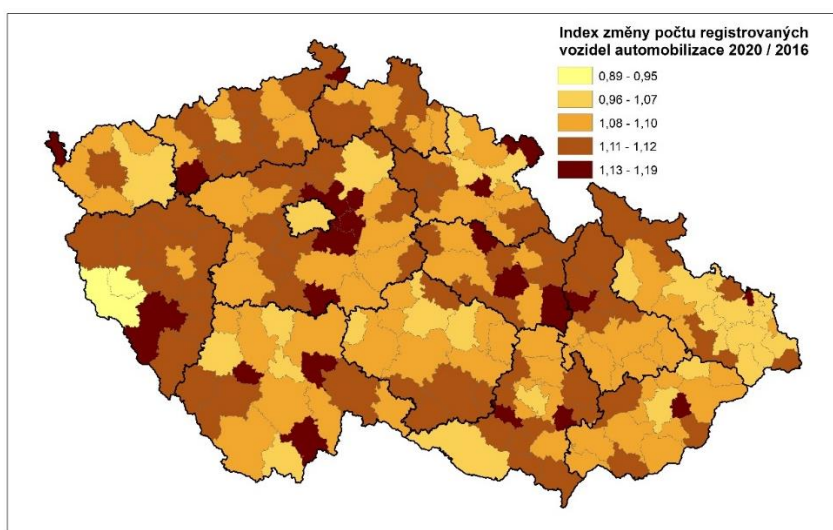 Index změny počtu registrovaných
vozidel automobilizace 2020 / 2016
0,89 - 0,95
0,96 - 1,07
1,08 - 1,10
1,11 - 1,12
1,13 - 1,19